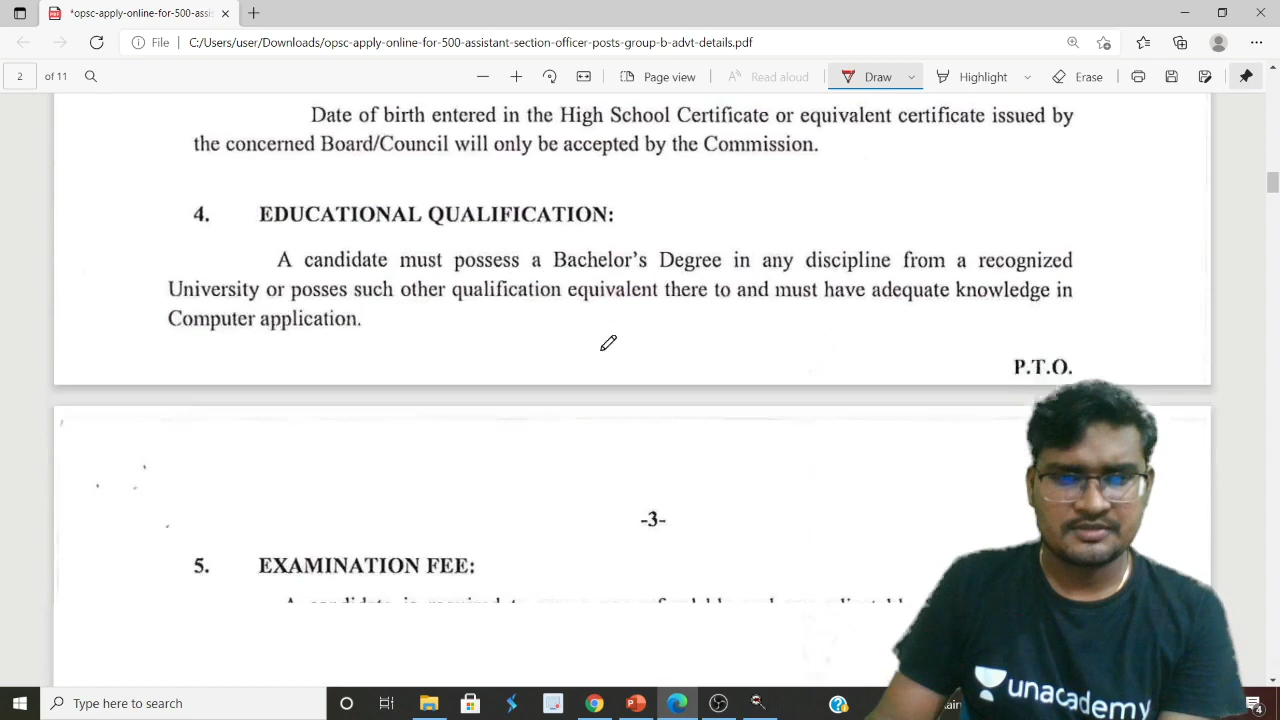 *opsc-apply-online-for-500-assis
File
C:/Users/user/Downloads/opsc-apply-online-for-500-assistant-section-officer-posts-group-b-advt-details.pdf
2 of 11
Page view
Read aloud
Draw
Highlight
Erase
Date of birth entered in the High School Certificate or equivalent certificate issued by
the concerned Board/Council will only be accepted by the Commission.
4. EDUCATIONAL QUALIFICATION:
A candidate must possess a Bachelor's Degree in any discipline from a recognized
University or posses such other qualification equivalent there to and must have adequate knowledge in
Computer application.
P.T.O.
-3-
5. EXAMINATION FEE:
unacademy
Type here to search